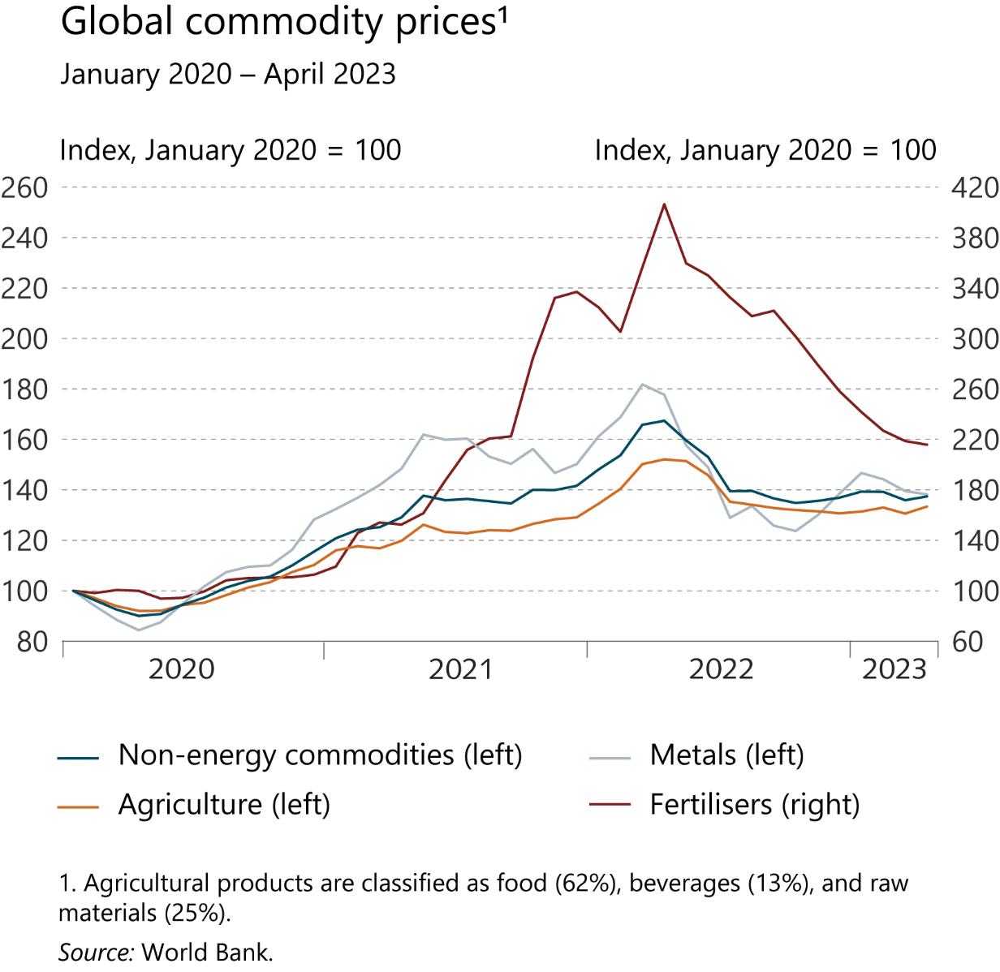 Global commodity prices¹
January 2020 – April 2023
Index, January 2020 = 100 Index, January 2020 = 100
260 420
240 380
220 340
200 300
180 260
160 220
140 180
120 140
100 100
80 60
2020 2021 2022 2023
Non-energy commodities (left) Metals (left)
Agriculture (left) Fertilisers (right)
1. Agricultural products are classified as food (62%), beverages (13%), and raw
materials (25%).
Source: World Bank.